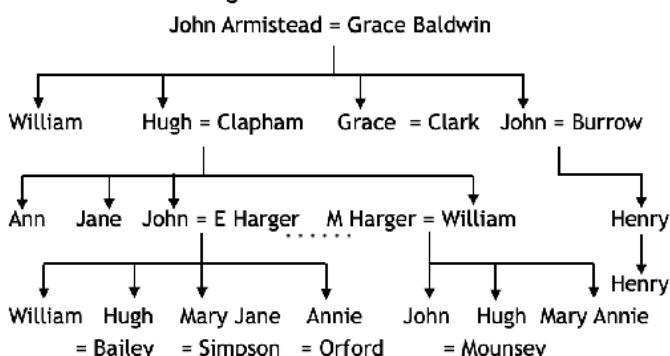 John Armistead = Grace Baldwin
William Hugh = Clapham Grace = Clark John = Burrow
Ann Jane John = E Harger M Harger = William Henry
Henry
William Hugh Mary Jane Annie John Hugh Mary Annie
= Bailey = Simpson = Orford = Mounsey